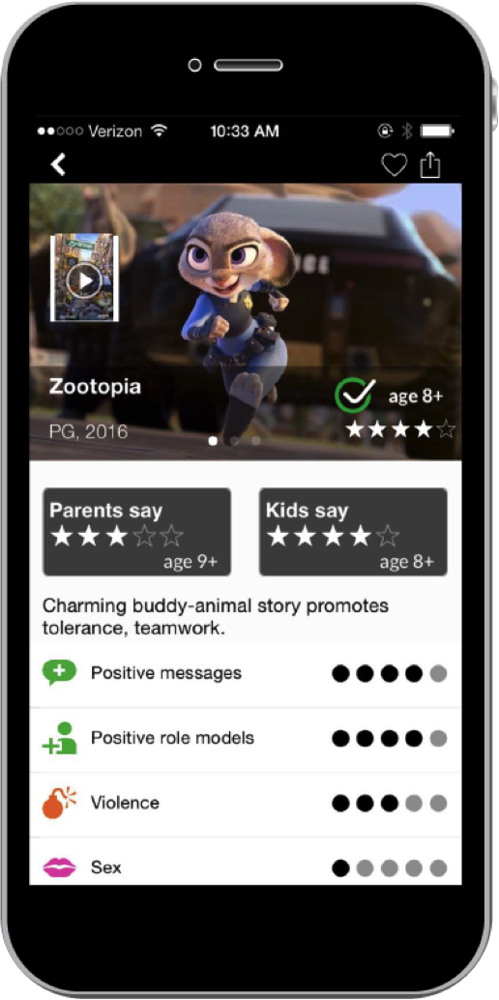 Verizon 10:33 AM
Zootopia
age 8+
PG, 2016
Parents say
Kids say
age 9+
age 8+
Charming buddy-animal story promotes
tolerance, teamwork.
Positive messages
Positive role models
Violence
Sex